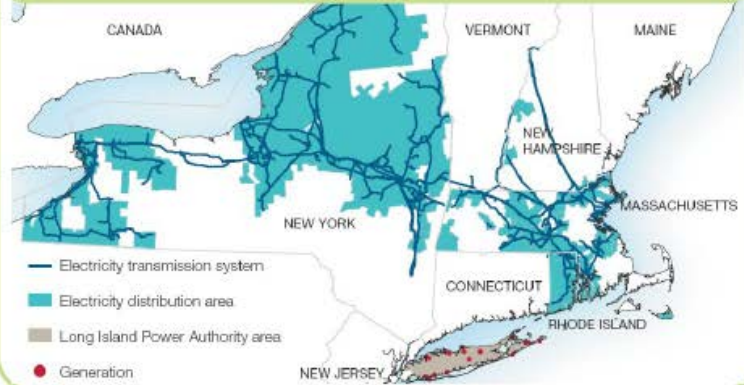 CANADA
VERMONT
MAINE
NEW
HAMPSHIRE
MASSACHUSETTS
NEW YORK
CONNECTICUT
RHODE ISLAND
NEW JERSEY
Electricity transmission system
Electricity distribution area
Long Island Power Authority area
Generation